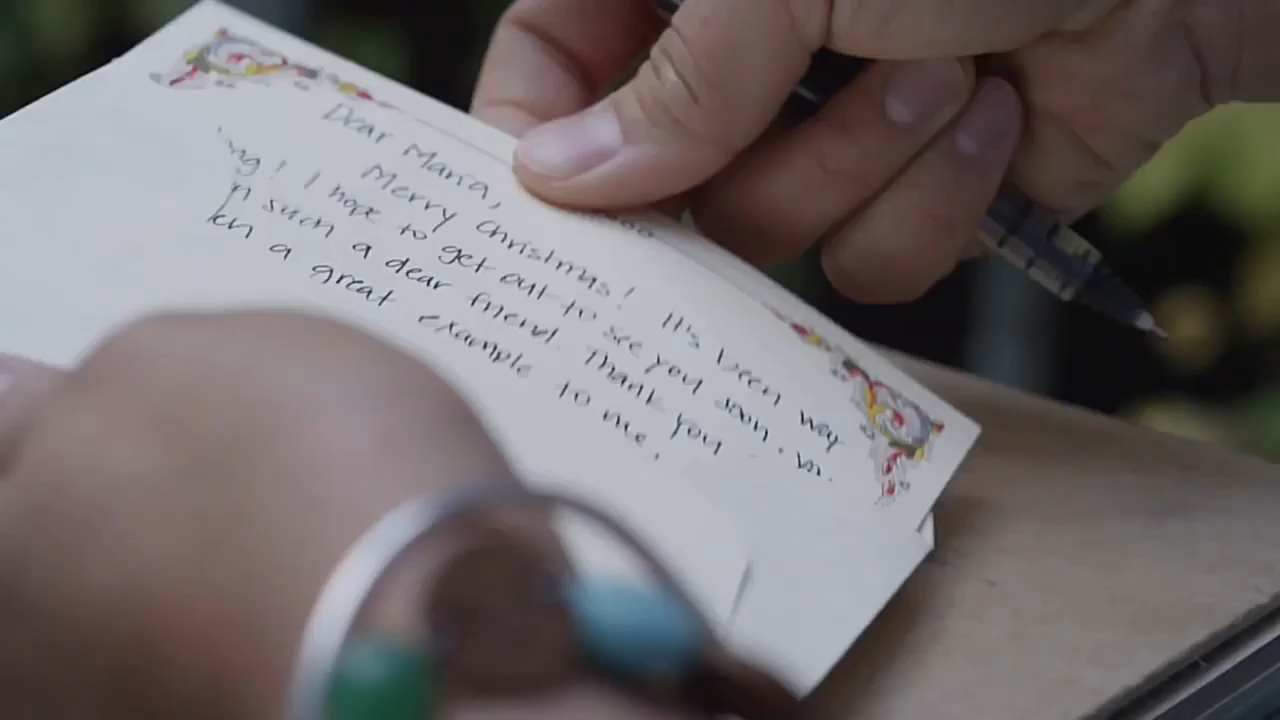 Dear Maria,
Merry Christmas! It's been way
ng! I hope to get out to see you soon.
n such a dear friend. Thank you
en a great example to me.